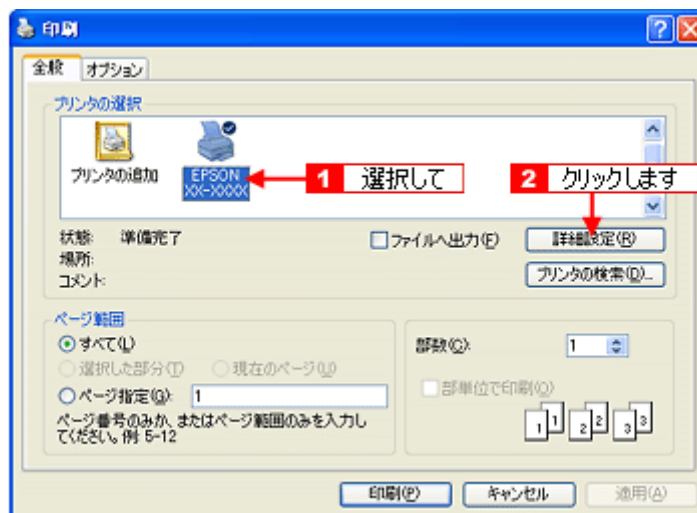 印刷
全般 オプション
プリンタの選択
プリンタの追加
EPSON
XX-XXXX
1 選択して
2 クリックします
状態: 準備完了
場所:
コメント:
ファイルへ出力(F)
詳細設定(R)
プリンタの検索(D)...
ページ範囲
すべて(L)
選択した部分(T) 現在のページ(U)
ページ指定(G): 1
ページ番号のみか、またはページ範囲のみを入力し
てください。例: 5-12
部数(C): 1
部単位で印刷(O)
1 1 2 2 3 3
印刷(P) キャンセル 適用(A)